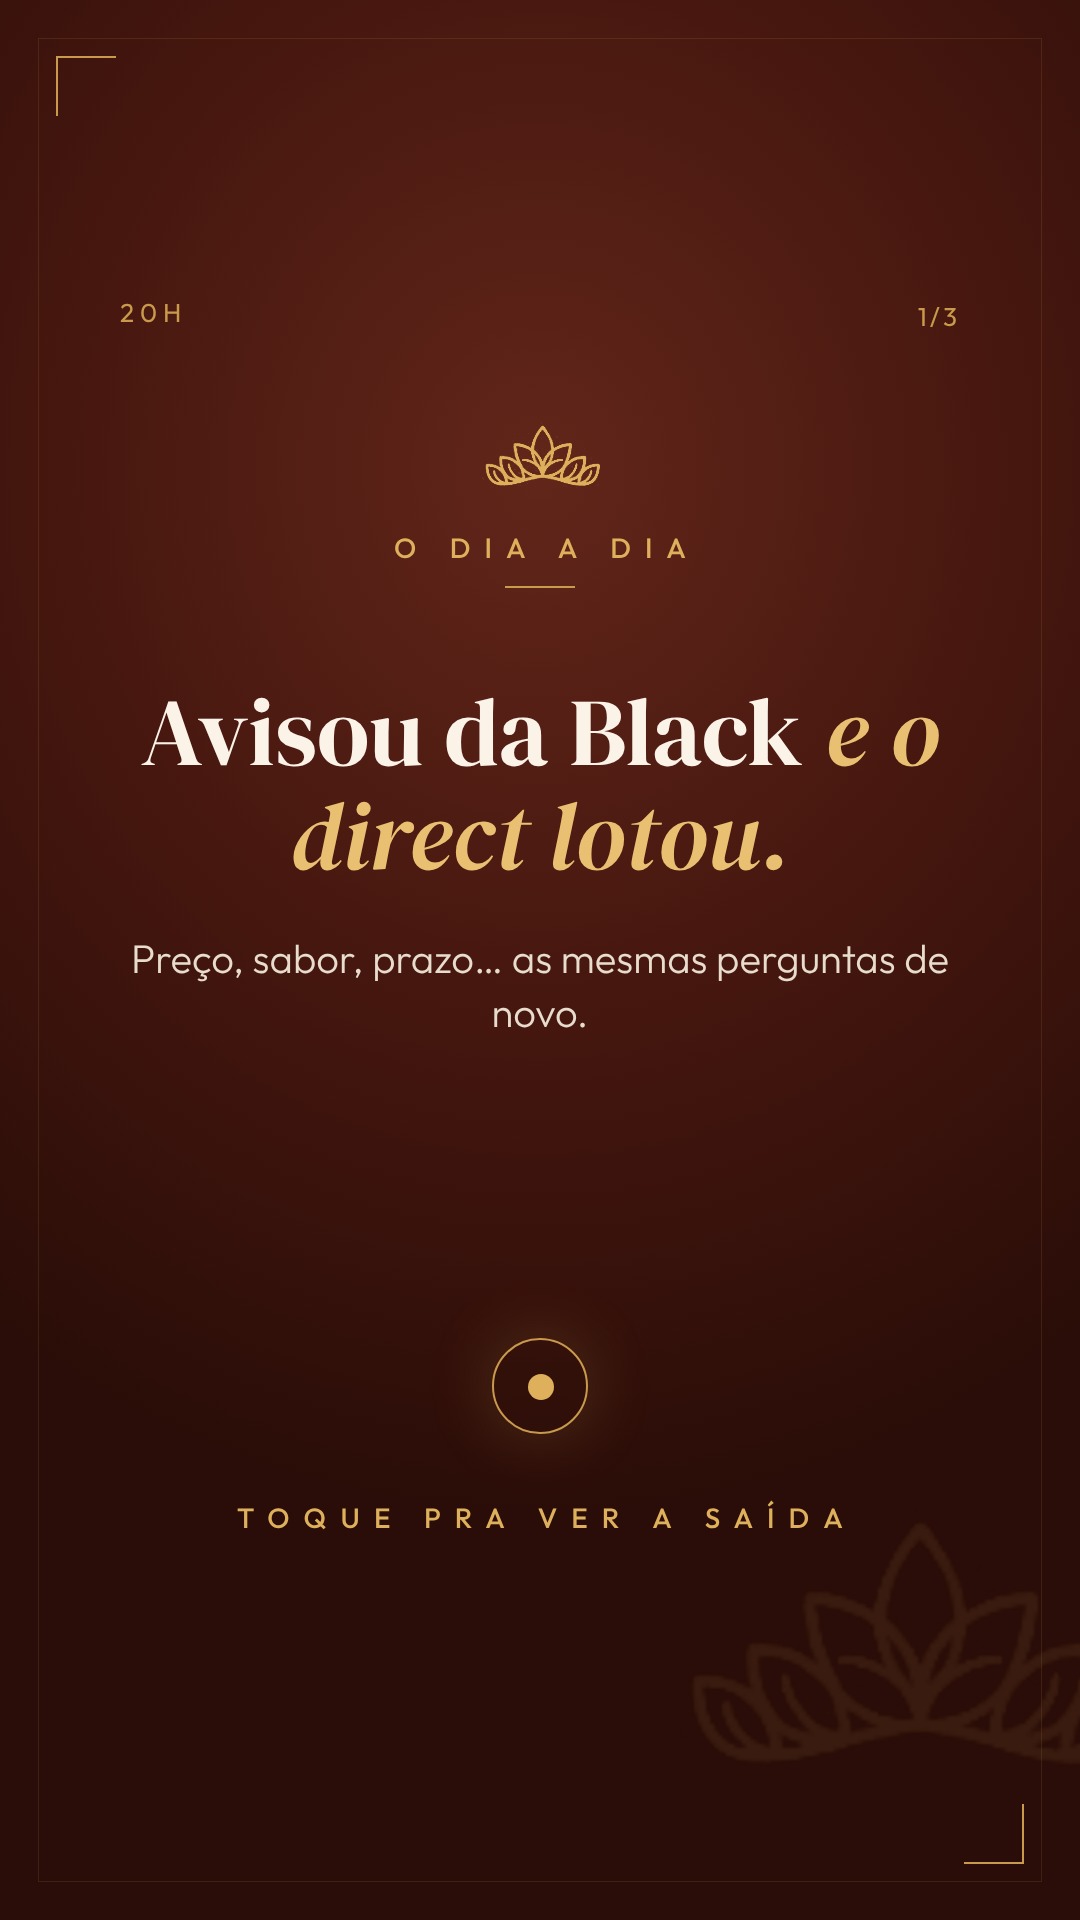 20H
1/3
O DIA A DIA
Avisou da Black e o
direct lotou.
Preço, sabor, prazo... as mesmas perguntas de
novo.
TOQUE PRA VER A SAÍDA